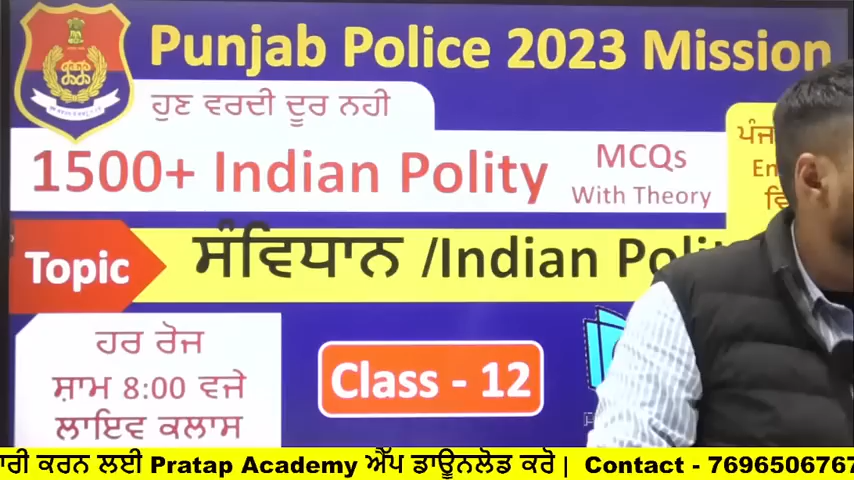 Punjab Police 2023 Mission
ਹੁਣ ਵਰਦੀ ਦੂਰ ਨਹੀ
1500+ Indian Polity
MCQs
With Theory
Topic
ਸੰਵਿਧਾਨ /Indian
ਹਰ ਰੋਜ
ਸ਼ਾਮ 8:00 ਵਜੇ
ਲਾਇਵ ਕਲਾਸ
Class - 12
ਕਰਨ ਲਈ Pratap Academy ਐੱਪ ਡਾਊਨਲੋਡ ਕਰੋ | Contact - 7696506767